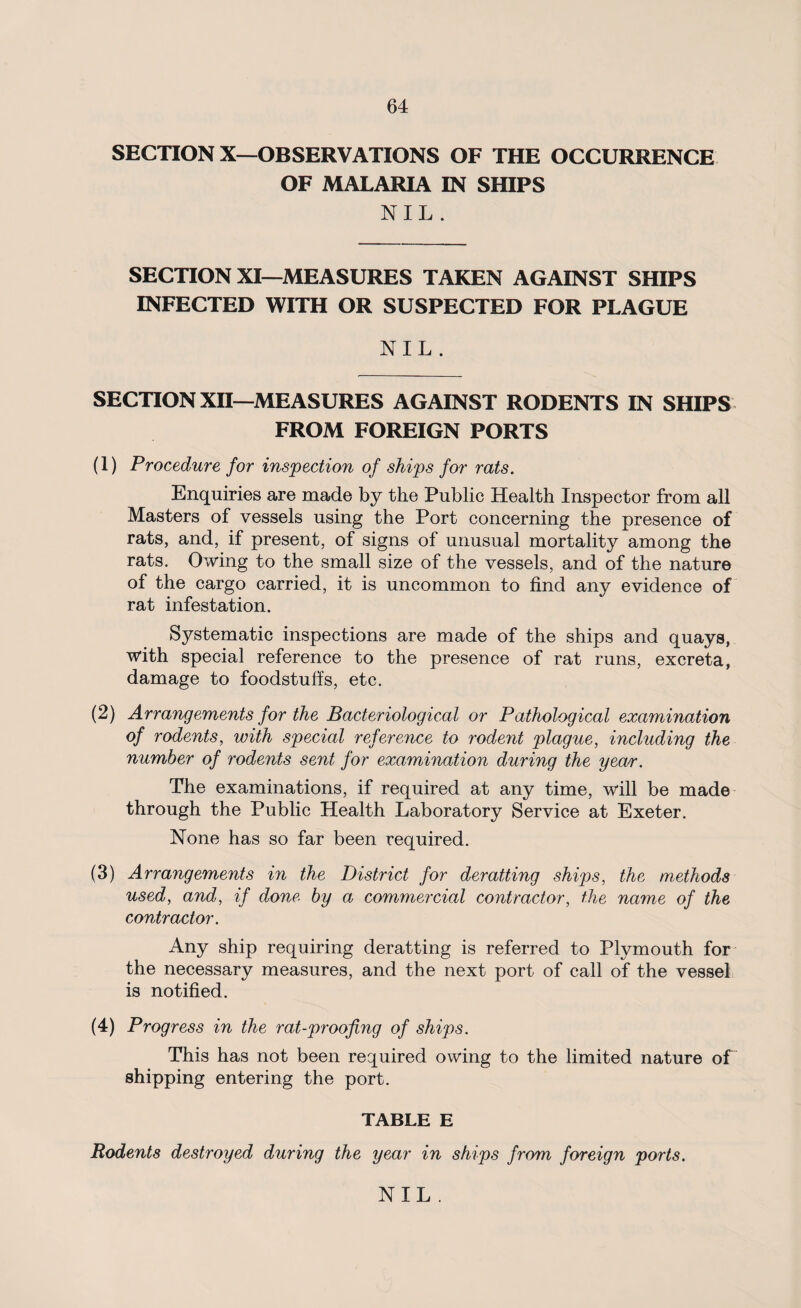 64
SECTION X—OBSERVATIONS OF THE OCCURRENCE
OF MALARIA IN SHIPS
NIL.
SECTION XI—MEASURES TAKEN AGAINST SHIPS
INFECTED WITH OR SUSPECTED FOR PLAGUE
NIL.
SECTION XII—MEASURES AGAINST RODENTS IN SHIPS
FROM FOREIGN PORTS
(1) Procedure for inspection of ships for rats.
Enquiries are made by the Public Health Inspector from all
Masters of vessels using the Port concerning the presence of
rats, and, if present, of signs of unusual mortality among the
rats. Owing to the small size of the vessels, and of the nature
of the cargo carried, it is uncommon to find any evidence of
rat infestation.
Systematic inspections are made of the ships and quays,
with special reference to the presence of rat runs, excreta,
damage to foodstuffs, etc.
(2) Arrangements for the Bacteriological or Pathological examination
of rodents, with special reference to rodent plague, including the
number of rodents sent for examination during the year.
The examinations, if required at any time, will be made
through the Public Health Laboratory Service at Exeter.
None has so far been required.
(3) Arrangements in the District for deratting ships, the methods
used, and, if done by a commercial contractor, the name of the
contractor.
Any ship requiring deratting is referred to Plymouth for
the necessary measures, and the next port of call of the vessel
is notified.
(4) Progress in the rat-proofing of ships.
This has not been required owing to the limited nature of
shipping entering the port.
TABLE E
Rodents destroyed during the year in ships from foreign ports.
NIL.